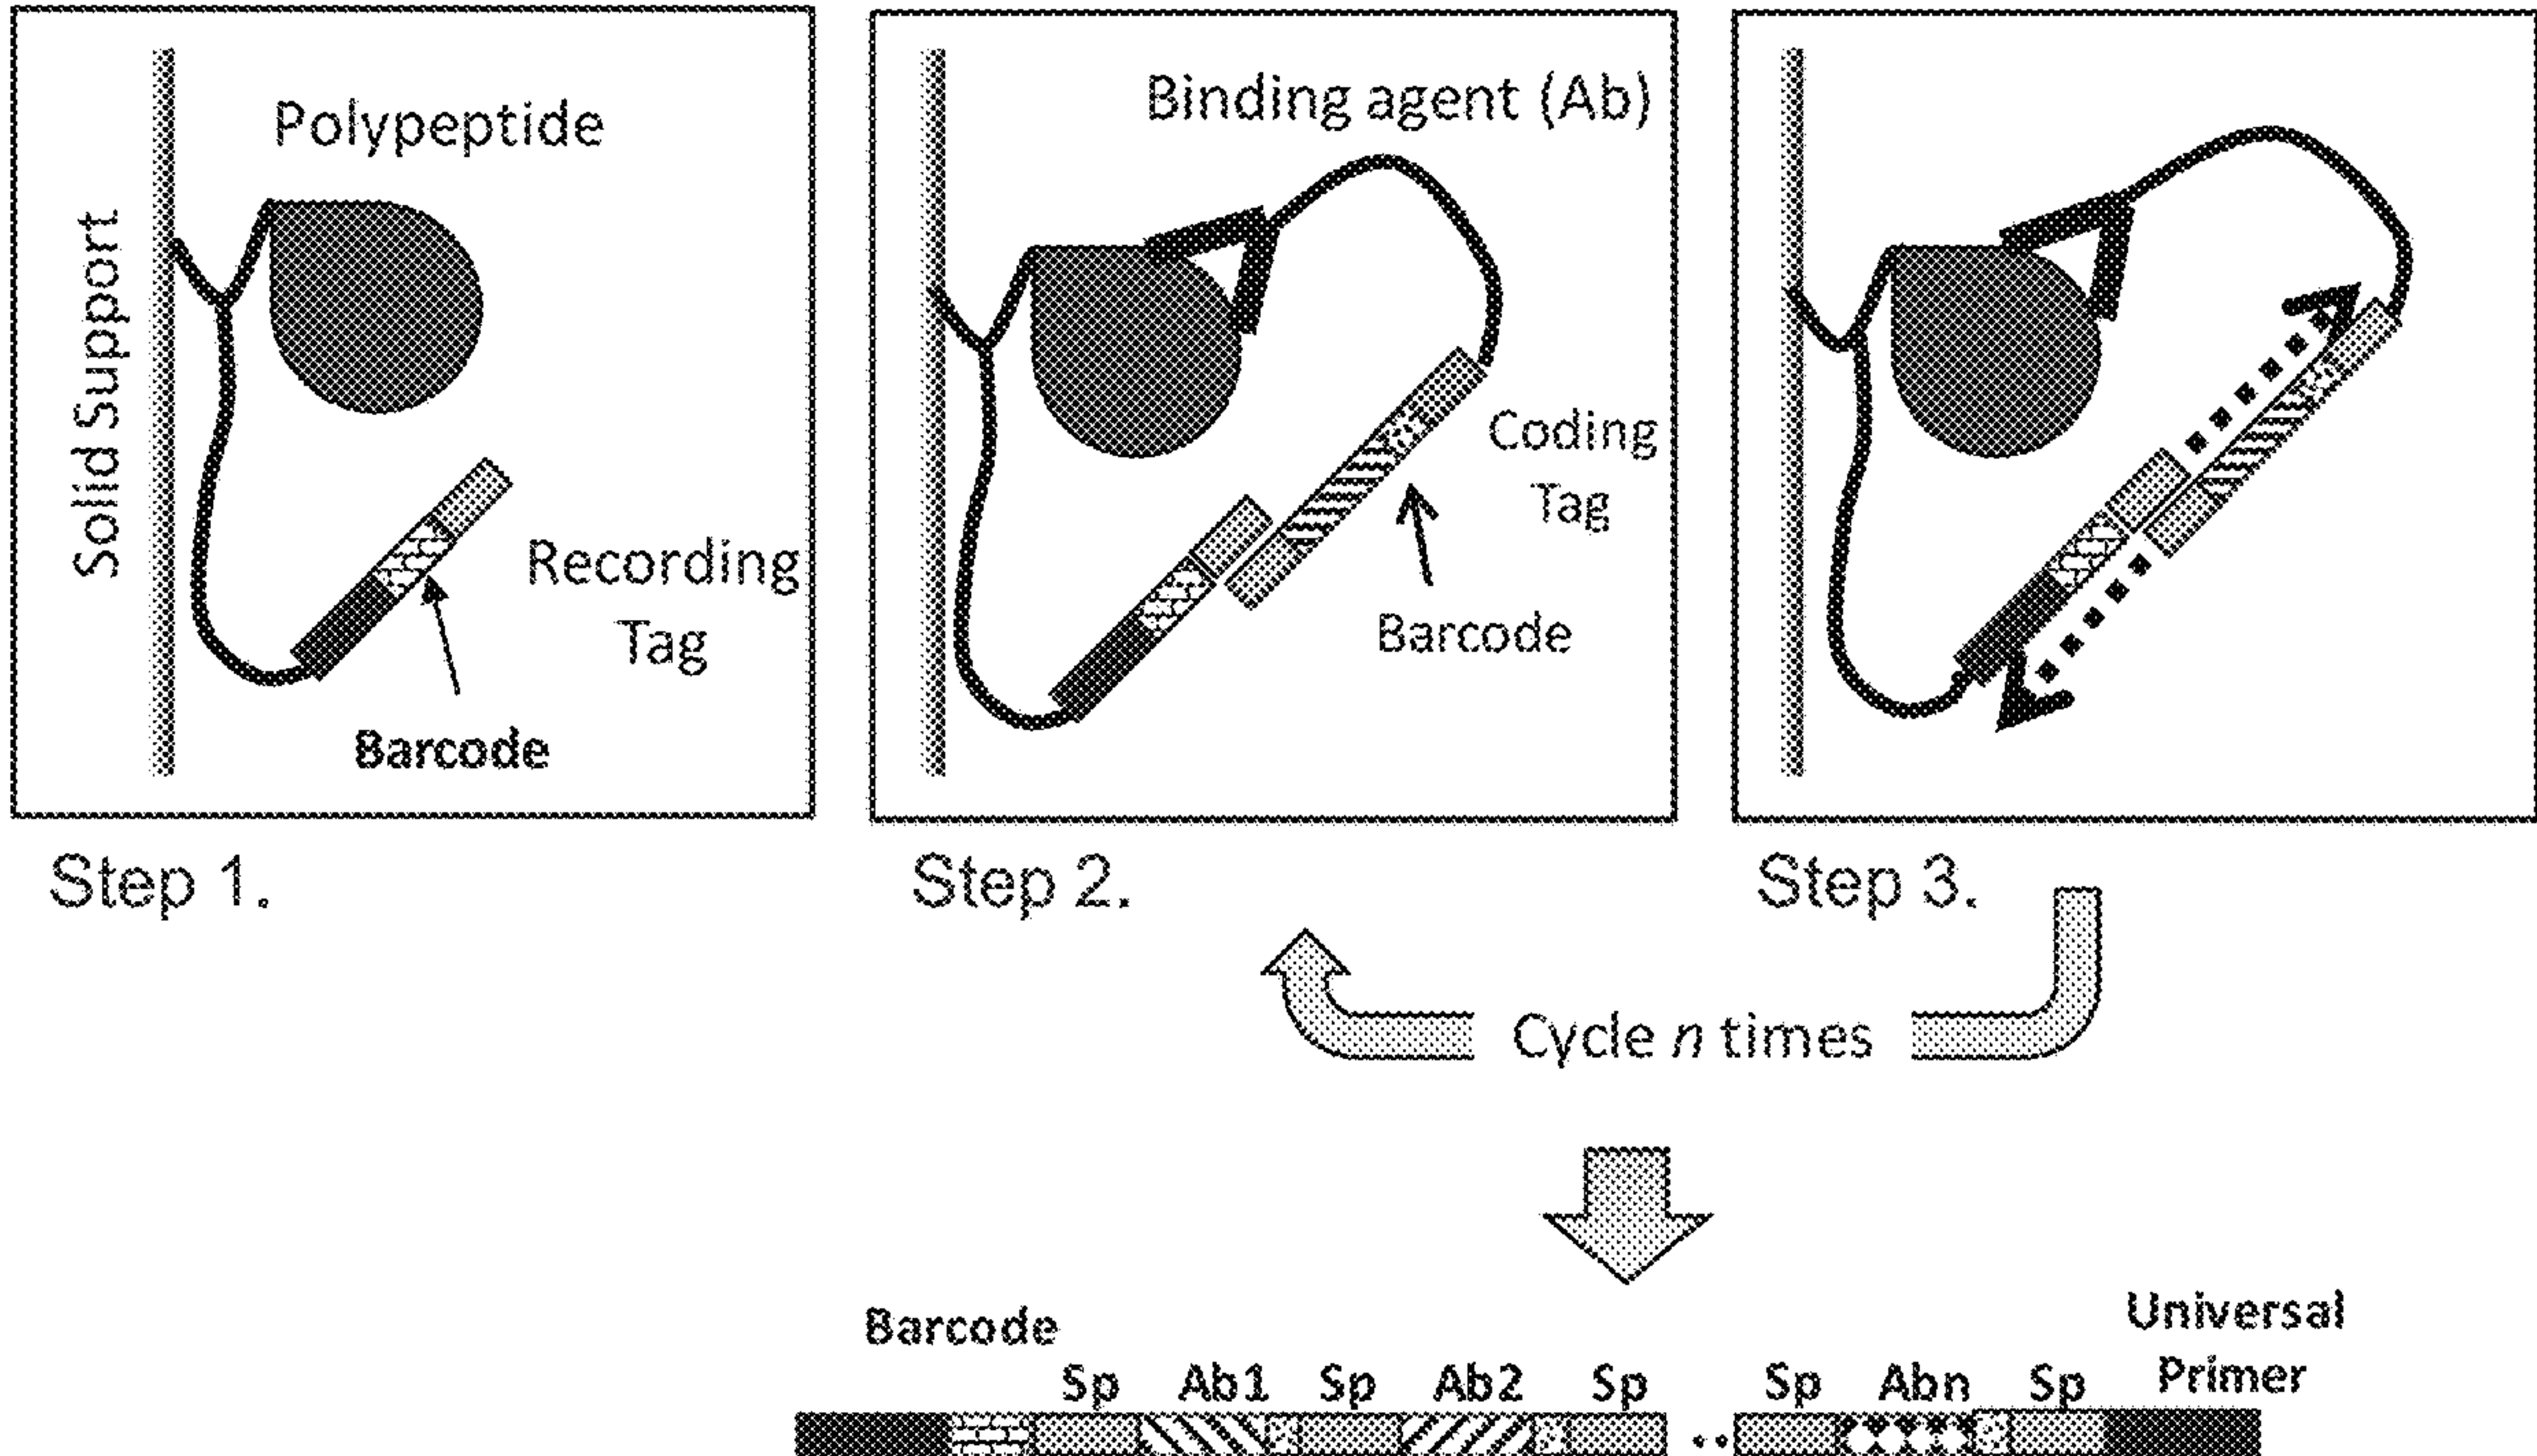 Solid Support
Polypeptide
Recording
Tag
Barcode
Binding agent (Ab)
Coding
Tag
Barcode
Step 1.
Step 2.
Step 3.
Cycle n times
Barcode
Universal
Primer
Sp Ab1 Sp Ab2 Sp Sp Abn Sp